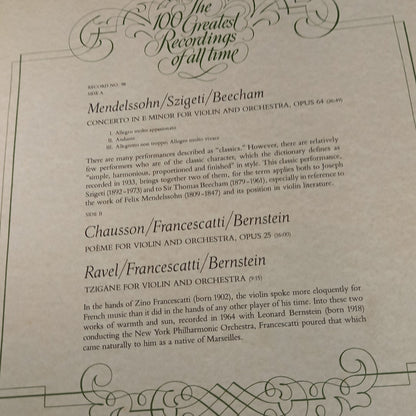 The
100 Greatest
Recordings
of all time
RECORD NO. 98
SIDE A
Mendelssohn/Szigeti/Beecham
CONCERTO IN E MINOR FOR VIOLIN AND ORCHESTRA, OPUS 64
I. Allegro molto appassionato
II. Andante
III. Allegretto non troppo; Allegro molto vivace
There are many performances described as "classics." However, there are relatively
few performers who are of the classic character, which the dictionary defines as
"simple, harmonious, proportioned and finished" in style. This classic performance,
recorded in 1933, brings together two of them, for the term applies both to Joseph
Szigeti (1892-1973) and to Sir Thomas Beecham (1879-1961), especially in reference to
the work of Felix Mendelssohn (1809-1847) and its position in violin literature.
SIDE B
Chausson/Francescatti/Bernstein
POÈME FOR VIOLIN AND ORCHESTRA, OPUS 25 (16:00)
Ravel/Francescatti/Bernstein
TZIGANE FOR VIOLIN AND ORCHESTRA (9:15)
In the hands of Zino Francescatti (born 1902), the violin spoke more eloquently for
French music than it did in the hands of any other player of his time. Into these two
works of warmth and sun, recorded in 1964 with Leonard Bernstein (born 1918)
conducting the New York Philharmonic Orchestra, Francescatti poured that which
came naturally to him as a native of Marseilles.